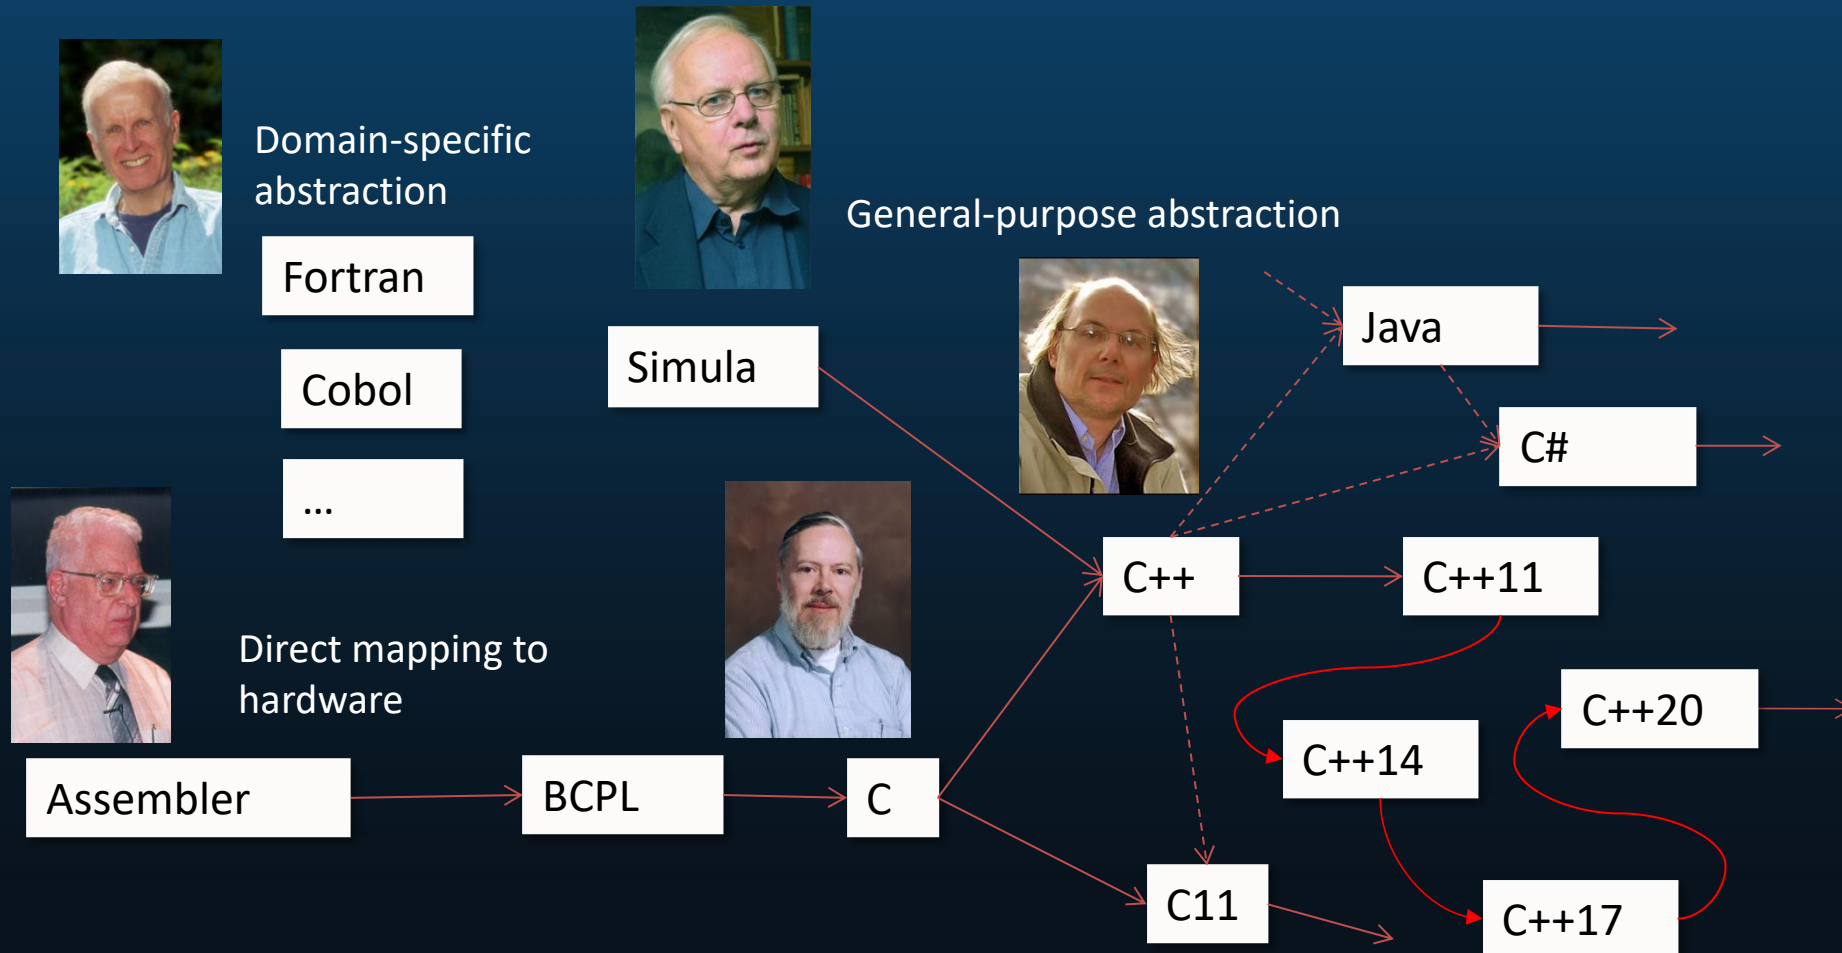 Domain-specific
abstraction
General-purpose abstraction
Fortran
Java
Simula
Cobol
C#
...
C++
C++11
Direct mapping to
hardware
C++20
C++14
Assembler
BCPL
C
C11
C++17